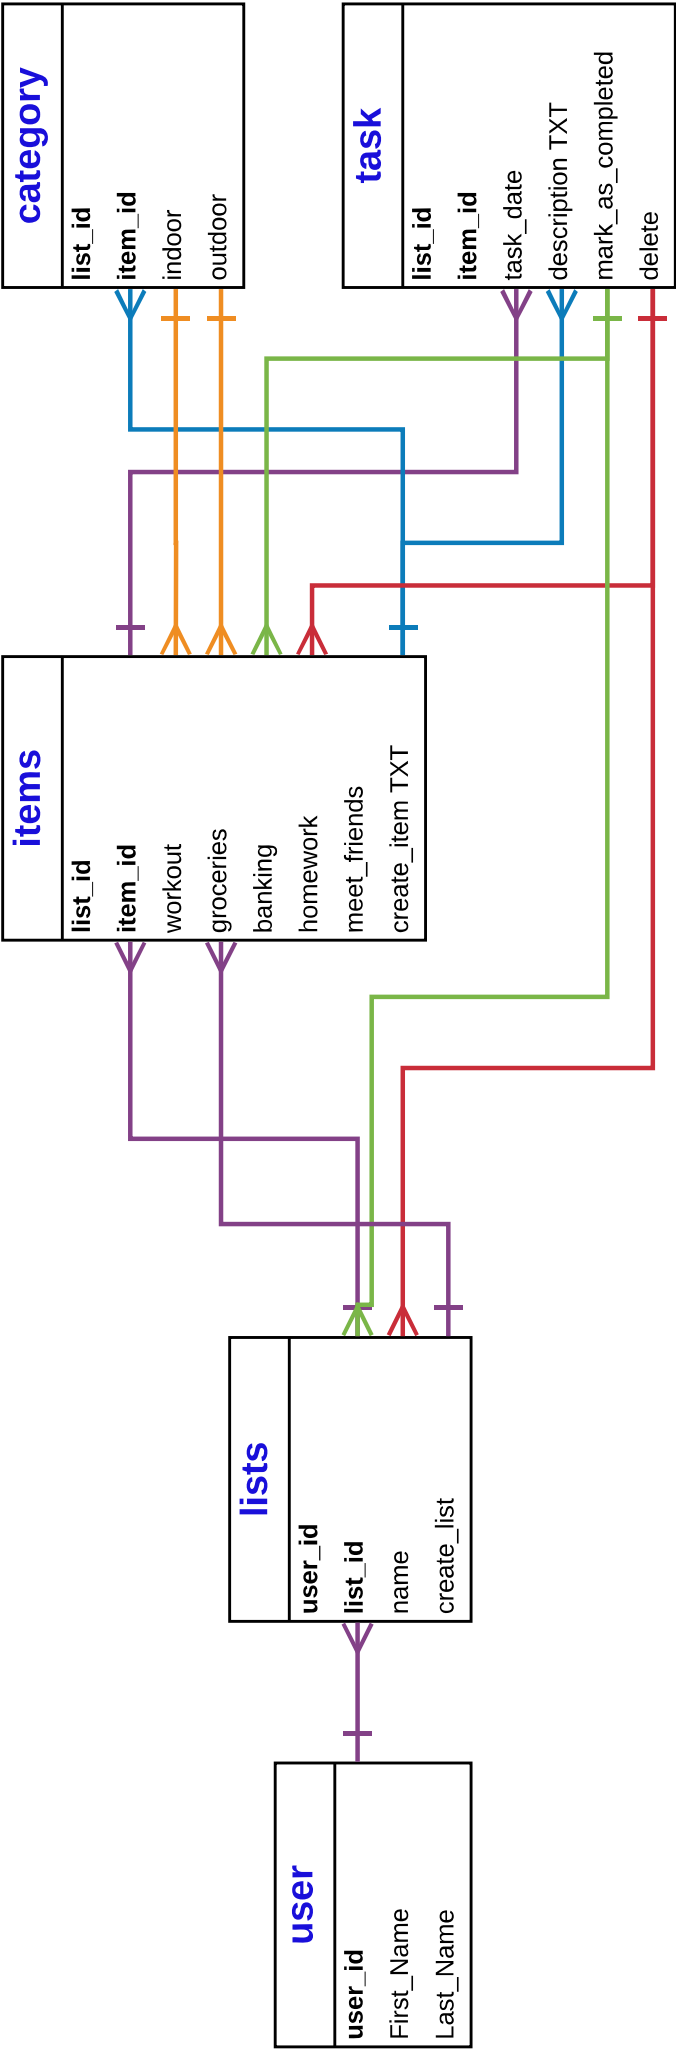 user
user_id
First_Name
Last_Name
lists
user_id
list_id
name
create_list
items
list_id
item_id
workout
groceries
banking
homework
meet_friends
create_item TXT
category
list_id
item_id
indoor
outdoor
task
list_id
item_id
task_date
description TXT
mark_as_completed
delete